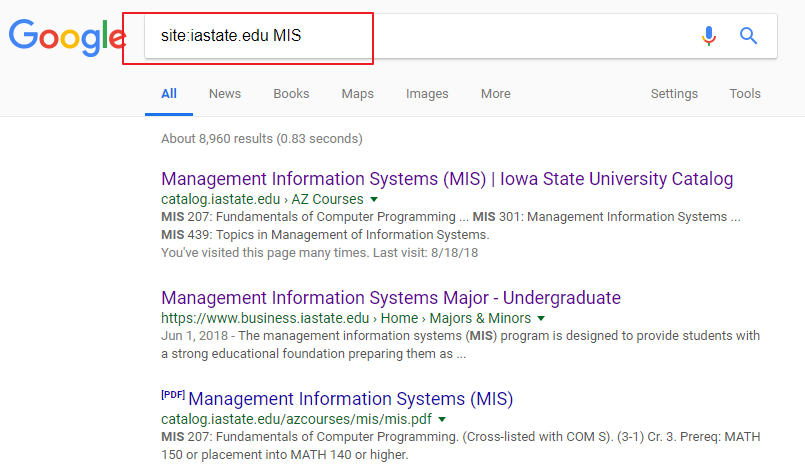 Google
site:iastate.edu MIS
All News Books Maps Images More Settings Tools
About 8,960 results (0.83 seconds)
Management Information Systems (MIS) | Iowa State University Catalog
catalog.iastate.edu › AZ Courses
MIS 207: Fundamentals of Computer Programming ... MIS 301: Management Information Systems ...
MIS 439: Topics in Management of Information Systems.
You've visited this page many times. Last visit: 8/18/18
Management Information Systems Major - Undergraduate
https://www.business.iastate.edu › Home › Majors & Minors
Jun 1, 2018 - The management information systems (MIS) program is designed to provide students with
a strong educational foundation preparing them as ...
[PDF] Management Information Systems (MIS)
catalog.iastate.edu/azcourses/mis/mis.pdf
MIS 207: Fundamentals of Computer Programming. (Cross-listed with COM S). (3-1) Cr. 3. Prereq: MATH
150 or placement into MATH 140 or higher.